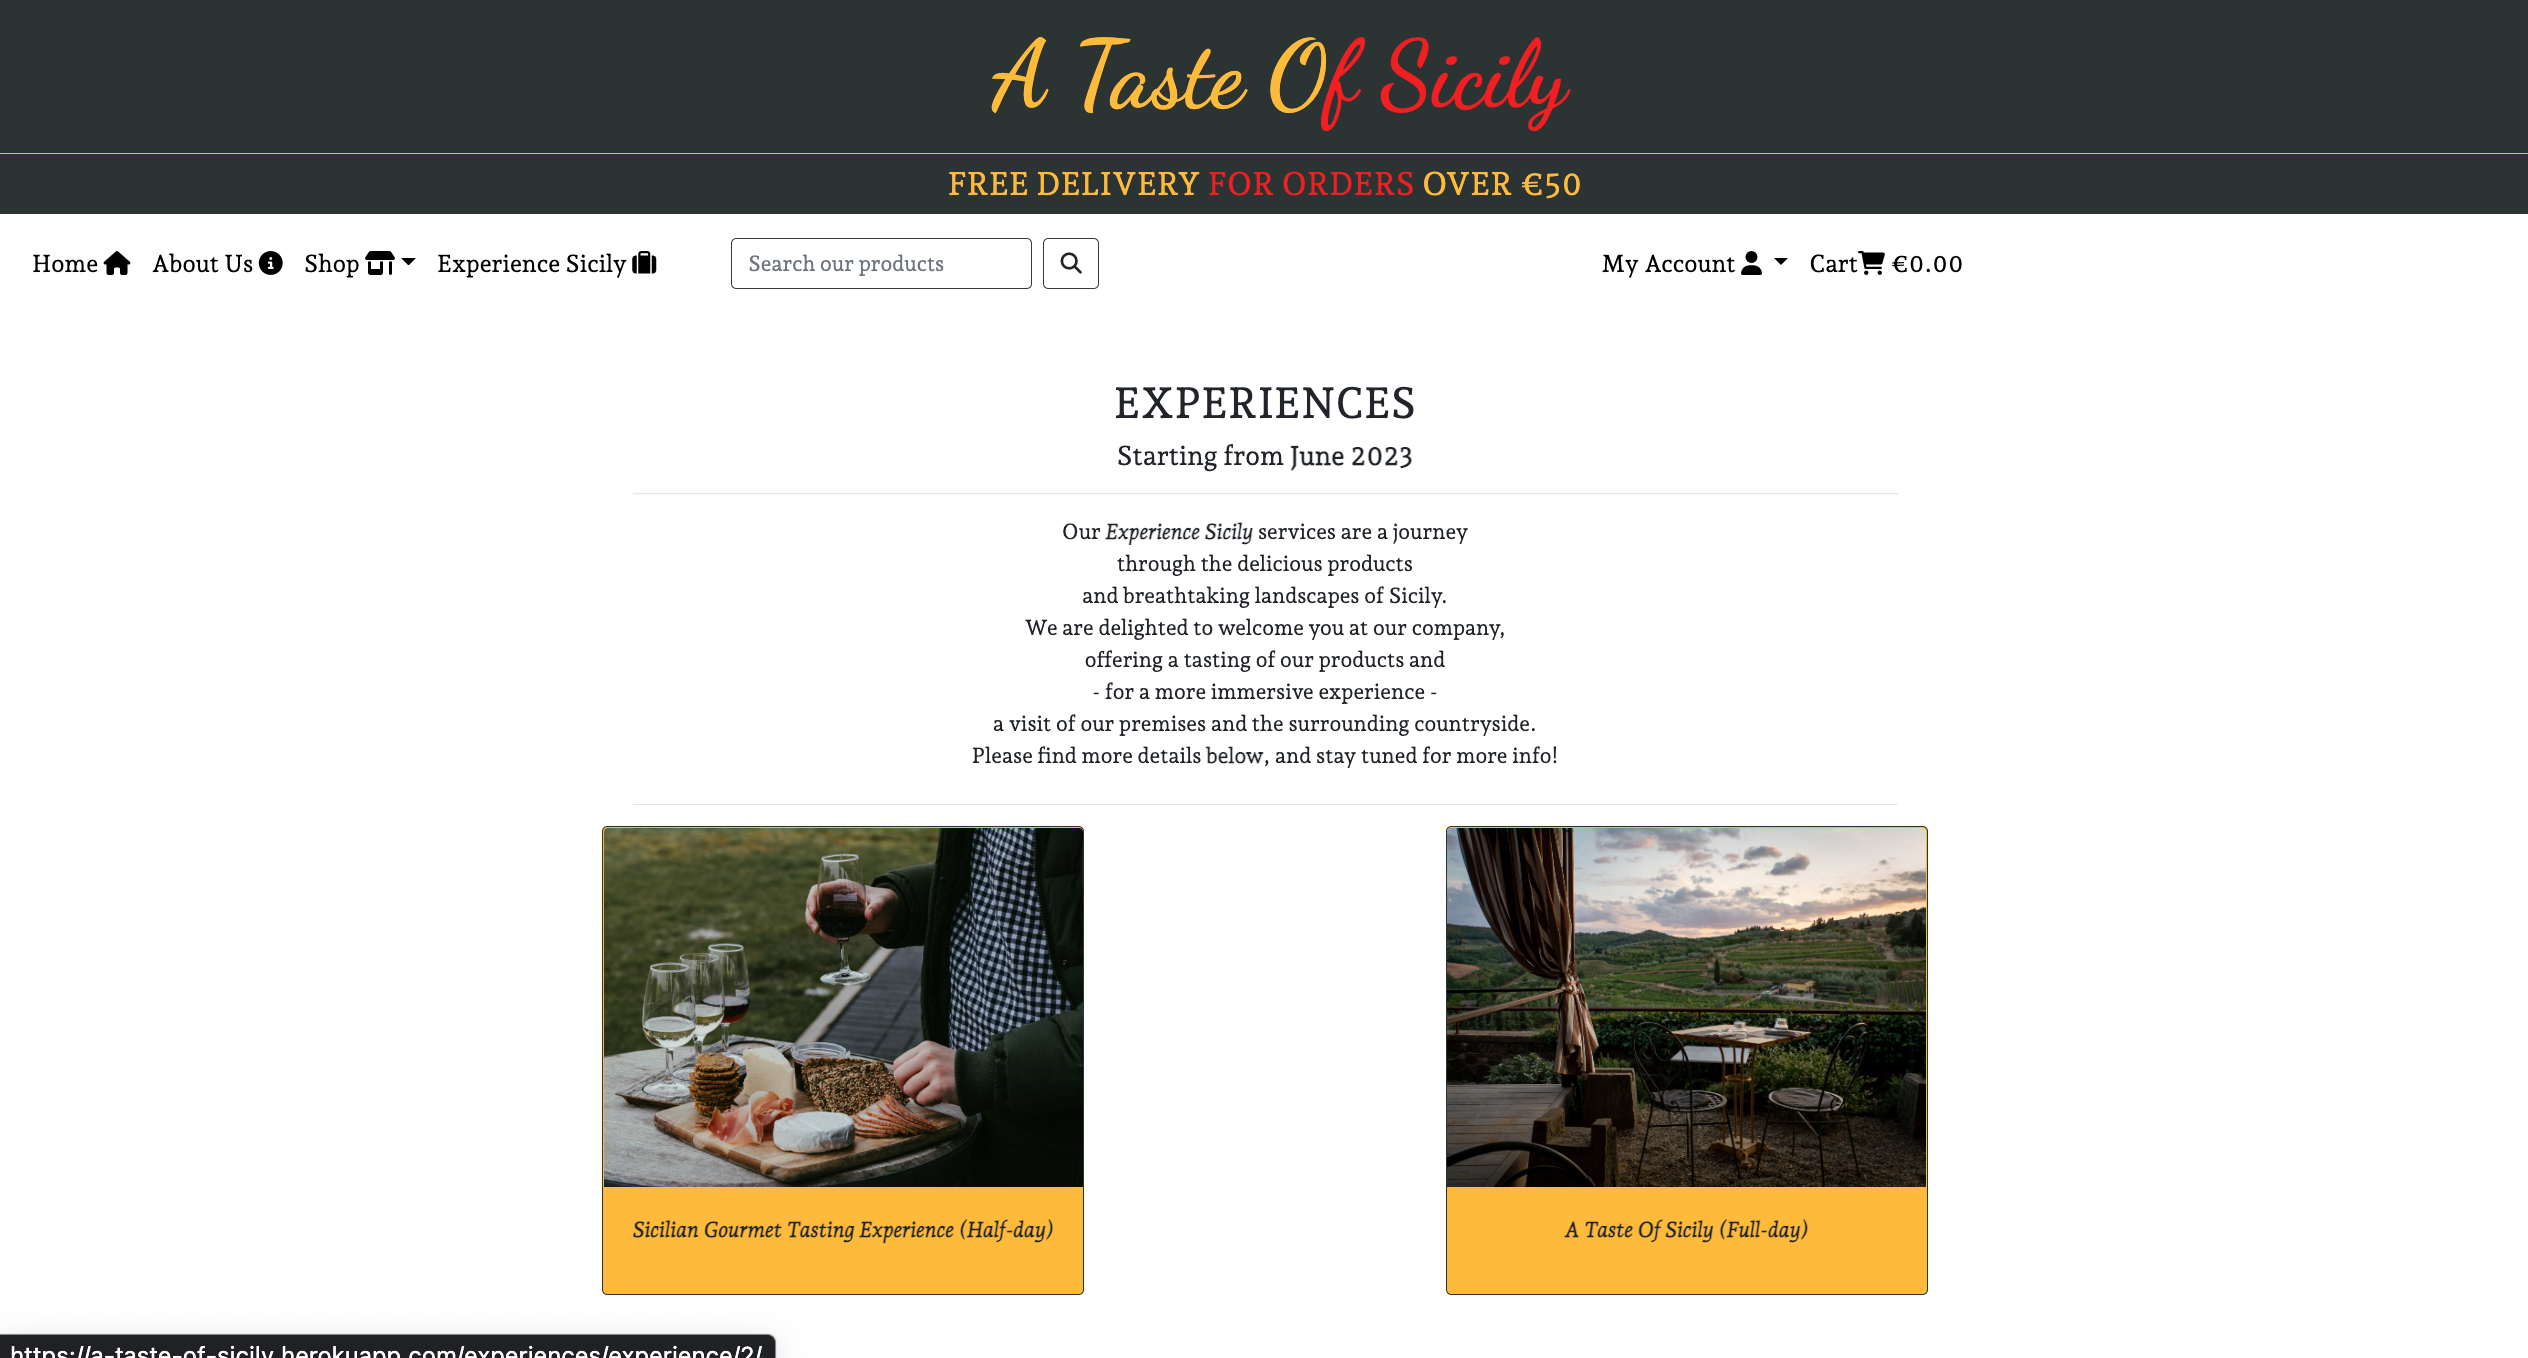 A Taste Of Sicily
FREE DELIVERY FOR ORDERS OVER €50
Home About Us Shop Experience Sicily Search our products My Account Cart €0.00
EXPERIENCES
Starting from June 2023
Our Experience Sicily services are a journey
through the delicious products
and breathtaking landscapes of Sicily.
We are delighted to welcome you at our company,
offering a tasting of our products and
- for a more immersive experience -
a visit of our premises and the surrounding countryside.
Please find more details below, and stay tuned for more info!
Sicilian Gourmet Tasting Experience (Half-day)
A Taste Of Sicily (Full-day)
https://a-taste-of-sicily.herokuapp.com/experiences/experience/2/